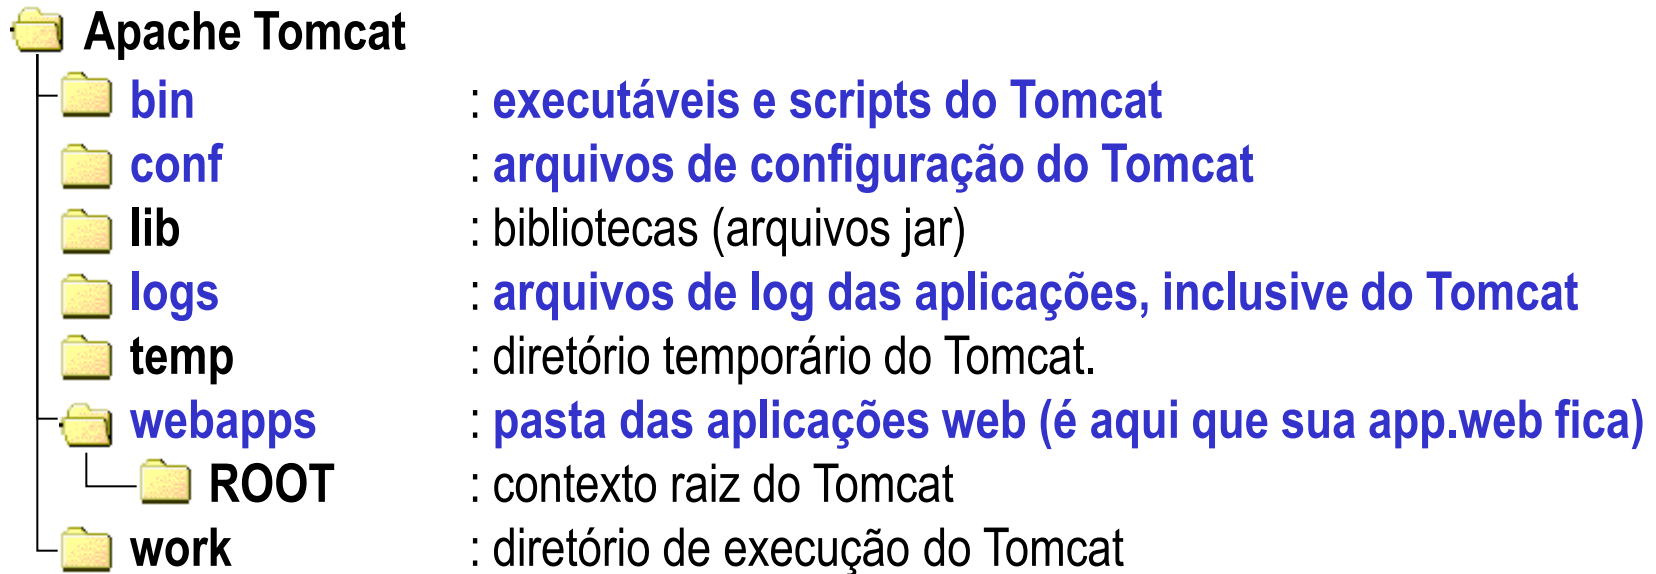 Apache Tomcat
bin : executáveis e scripts do Tomcat
conf : arquivos de configuração do Tomcat
lib : bibliotecas (arquivos jar)
logs : arquivos de log das aplicações, inclusive do Tomcat
temp : diretório temporário do Tomcat.
webapps : pasta das aplicações web (é aqui que sua app.web fica)
ROOT : contexto raiz do Tomcat
work : diretório de execução do Tomcat